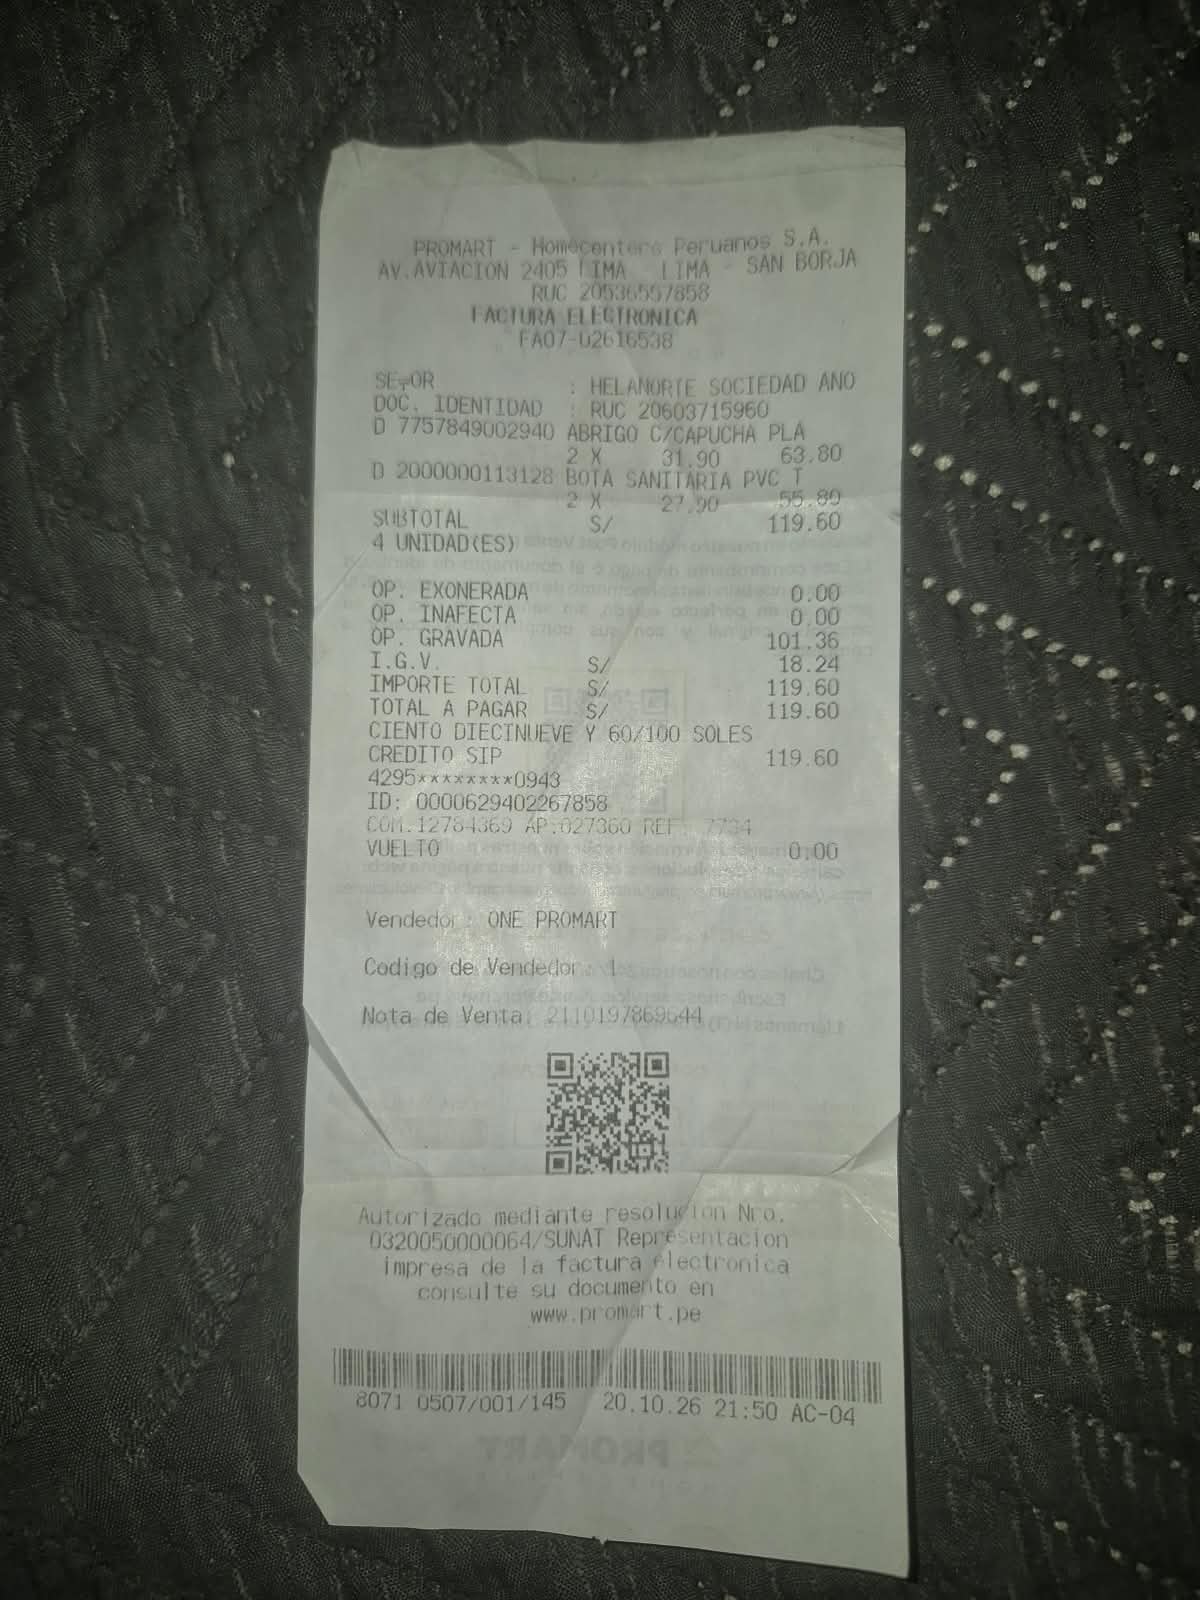 PROMART - Homecenters Peruanos S.A.
AV.AVIACION 2405 LIMA LIMA - SAN BORJA
RUC 20536557858
FACTURA ELECTRONICA
FA07-02616538
SE╤OR : HELANORTE SOCIEDAD ANO
DOC. IDENTIDAD : RUC 20603715960
D 7757849002940 ABRIGO C/CAPUCHA PLA
2 X 31.90 63.80
D 2000000113128 BOTA SANITARIA PVC T
2 X 27.90 55.80
SUBTOTAL S/ 119.60
4 UNIDAD(ES)
OP. EXONERADA 0.00
OP. INAFECTA 0.00
OP. GRAVADA 101.36
I.G.V. S/ 18.24
IMPORTE TOTAL S/ 119.60
TOTAL A PAGAR S/ 119.60
CIENTO DIECINUEVE Y 60/100 SOLES
CREDITO SIP 119.60
4295********0943
ID: 0000629402267858
COM.12784369 AP:027360 REF: 7734
VUELTO 0.00
Vendedor: ONE PROMART
Codigo de Vendedor: 1
Nota de Venta: 2110197869644
Autorizado mediante resolucion Nro.
0320050000064/SUNAT Representacion
impresa de la factura electronica
consulte su documento en
www.promart.pe
8071 0507/001/145 20.10.26 21:50 AC-04
PROMART